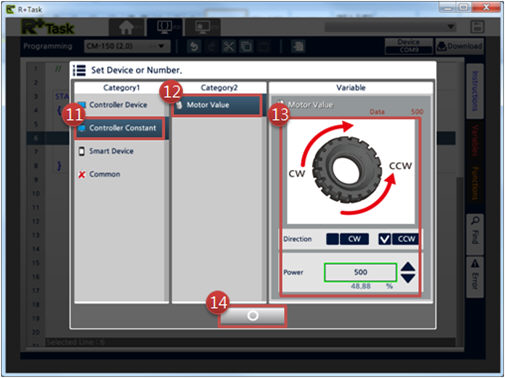 R+Task
R+Task
Programming
CM-150 (2.0)
Device
COM9
Download
Set Device or Number.
Category1
Category2
Variable
11
12
13
Controller Device
Controller Constant
Smart Device
Common
Motor Value
Motor Value
Data 500
CW
CCW
Direction
CW
CCW
Power
500
48.88 %
14
Instructions
Variables
Functions
Find
Error
//
STA
{
}
Selected Line : 6